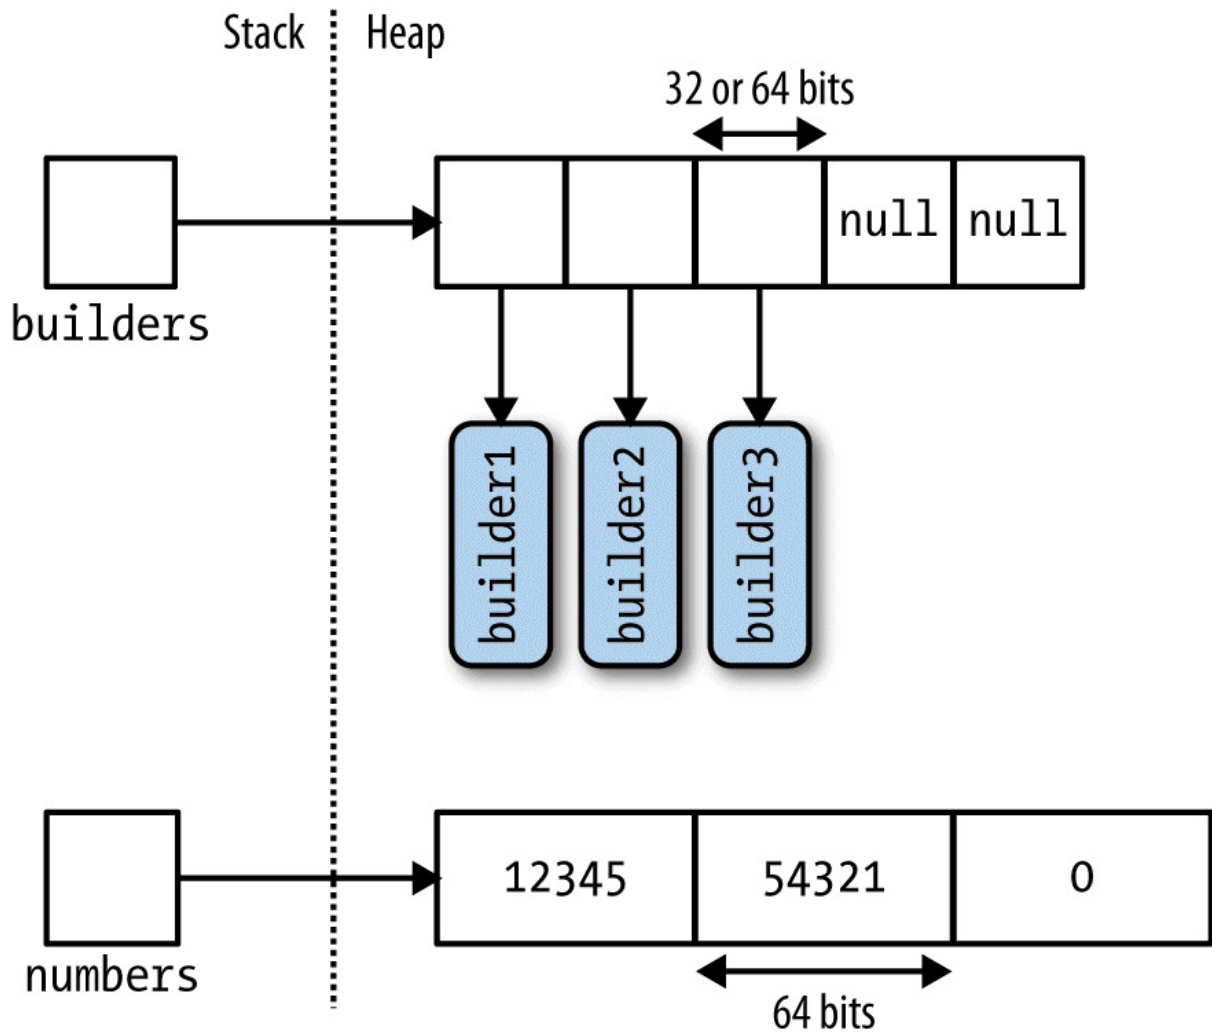 Stack
Heap
32 or 64 bits
null
null
builders
builder1
builder2
builder3
12345
54321
0
numbers
64 bits